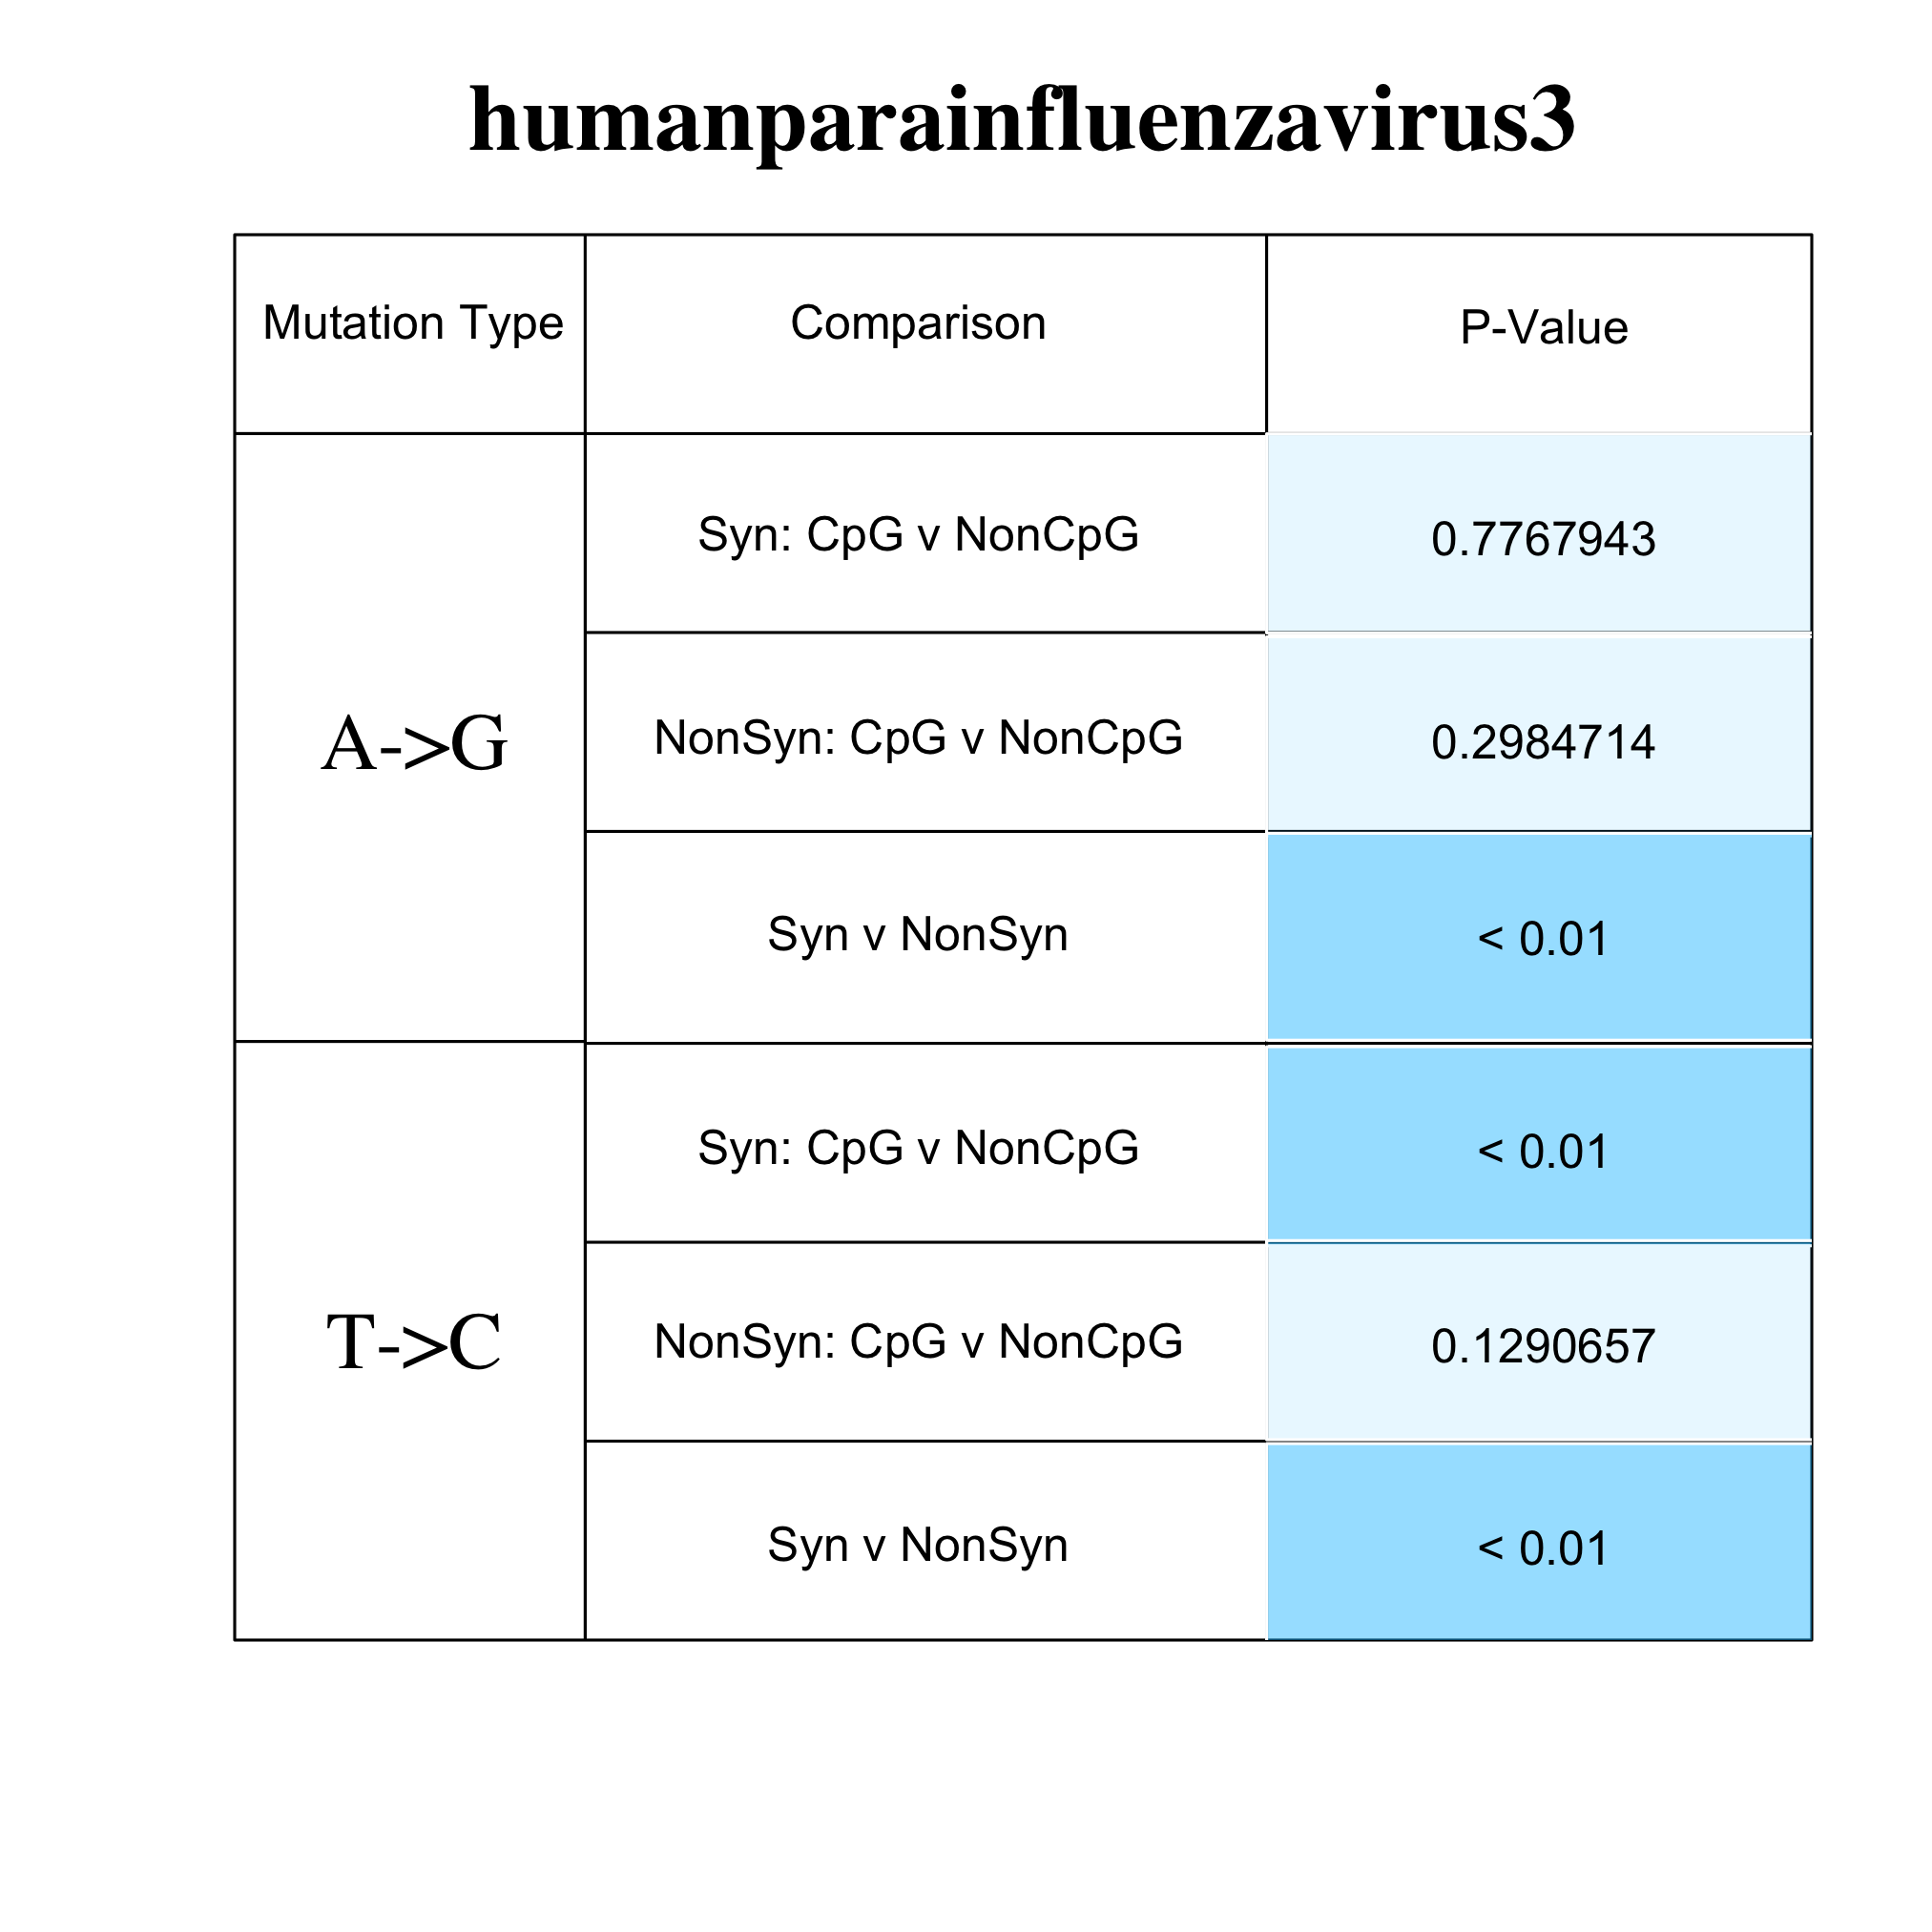 humanparainfluenzavirus3
Mutation Type Comparison P-Value
A->G
Syn: CpG v NonCpG 0.7767943
NonSyn: CpG v NonCpG 0.2984714
Syn v NonSyn < 0.01
T->C
Syn: CpG v NonCpG < 0.01
NonSyn: CpG v NonCpG 0.1290657
Syn v NonSyn < 0.01